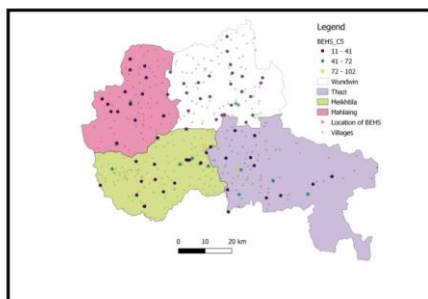 Legend
BEHS_C5
11 - 41
41 - 72
72 - 102
Wundwin
Thazi
Meikhtila
Mahlaing
Location of BEHS
Villages
0 10 20 km